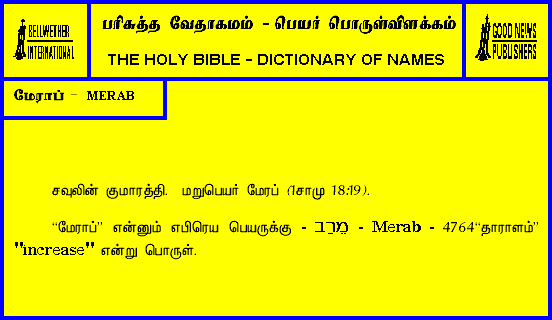 BELLWETHER
INTERNATIONAL
பரிசுத்த வேதாகமம் - பெயர் பொருள்விளக்கம்
THE HOLY BIBLE - DICTIONARY OF NAMES
GOOD NEWS
PUBLISHERS
மேராப் - MERAB
சவுலின் குமாரத்தி. மறுபெயர் மேரப் (1சாமு 18:19).
“மேராப்” என்னும் எபிரெய பெயருக்கு - מֵרַב - Merab - 4764“தாராளம்”
"increase" என்று பொருள்.